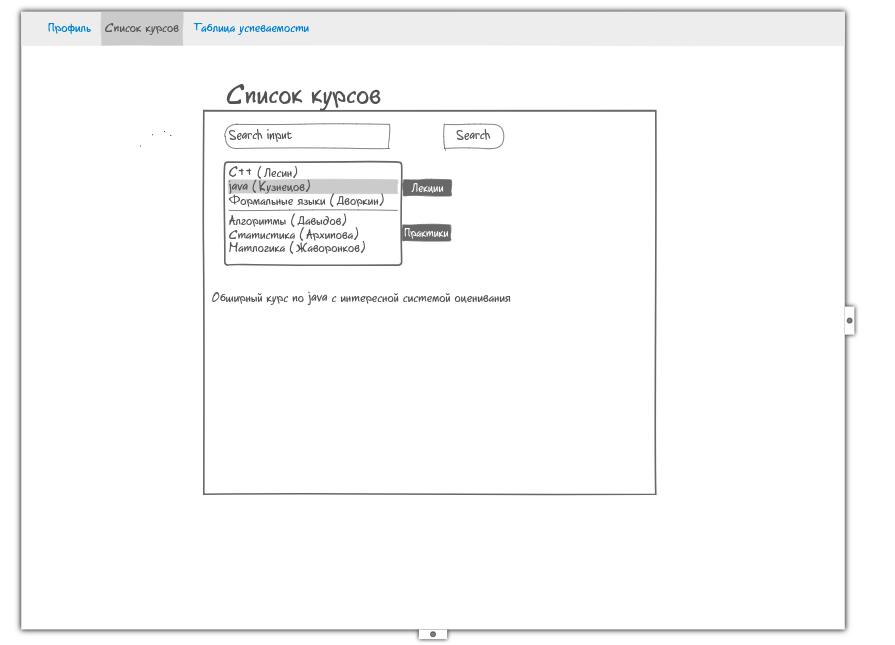 Профиль Список курсов Таблица успеваемости
Список курсов
Search input Search
C++ (Лесин)
java (Кузнецов) Лекции
Формальные языки (Дворкин)
Алгоритмы (Давыдов)
Статистика (Архипова) Практики
Матлогика (Жаворонков)
Обширный курс по java с интересной системой оценивания